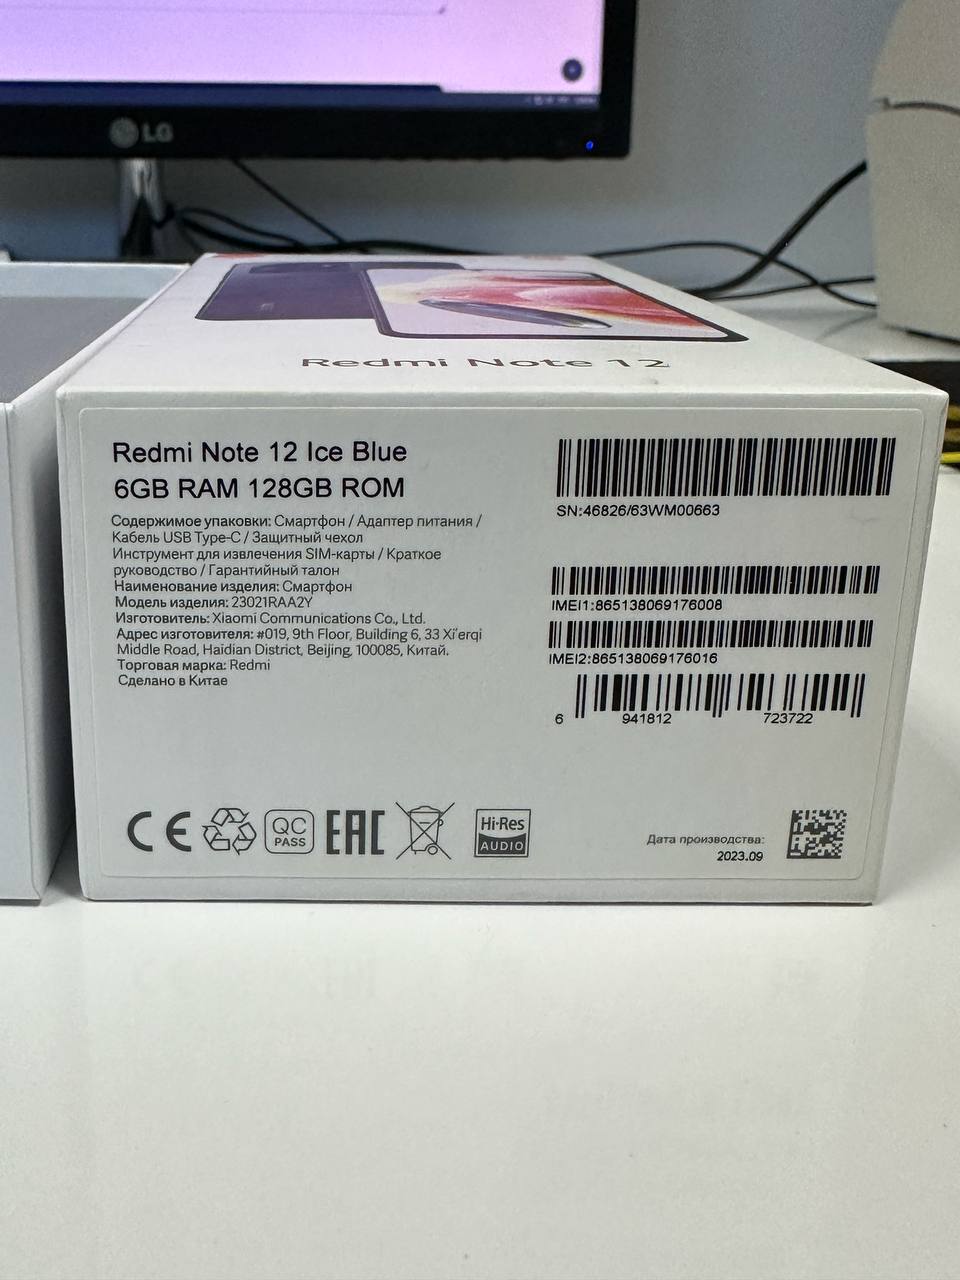 LG
Redmi Note 12
Redmi Note 12 Ice Blue
6GB RAM 128GB ROM
Содержимое упаковки: Смартфон / Адаптер питания /
Кабель USB Type-C / Защитный чехол
Инструмент для извлечения SIM-карты / Краткое
руководство / Гарантийный талон
Наименование изделия: Смартфон
Модель изделия: 23021RAA2Y
Изготовитель: Xiaomi Communications Co., Ltd.
Адрес изготовителя: #019, 9th Floor, Building 6, 33 Xi'erqi
Middle Road, Haidian District, Beijing, 100085, Китай.
Торговая марка: Redmi
Сделано в Китае
SN:46826/63WM00663
IMEI1:865138069176008
IMEI2:865138069176016
6 941812 723722
CE
QC
PASS
EAC
Hi-Res
AUDIO
Дата производства:
2023.09